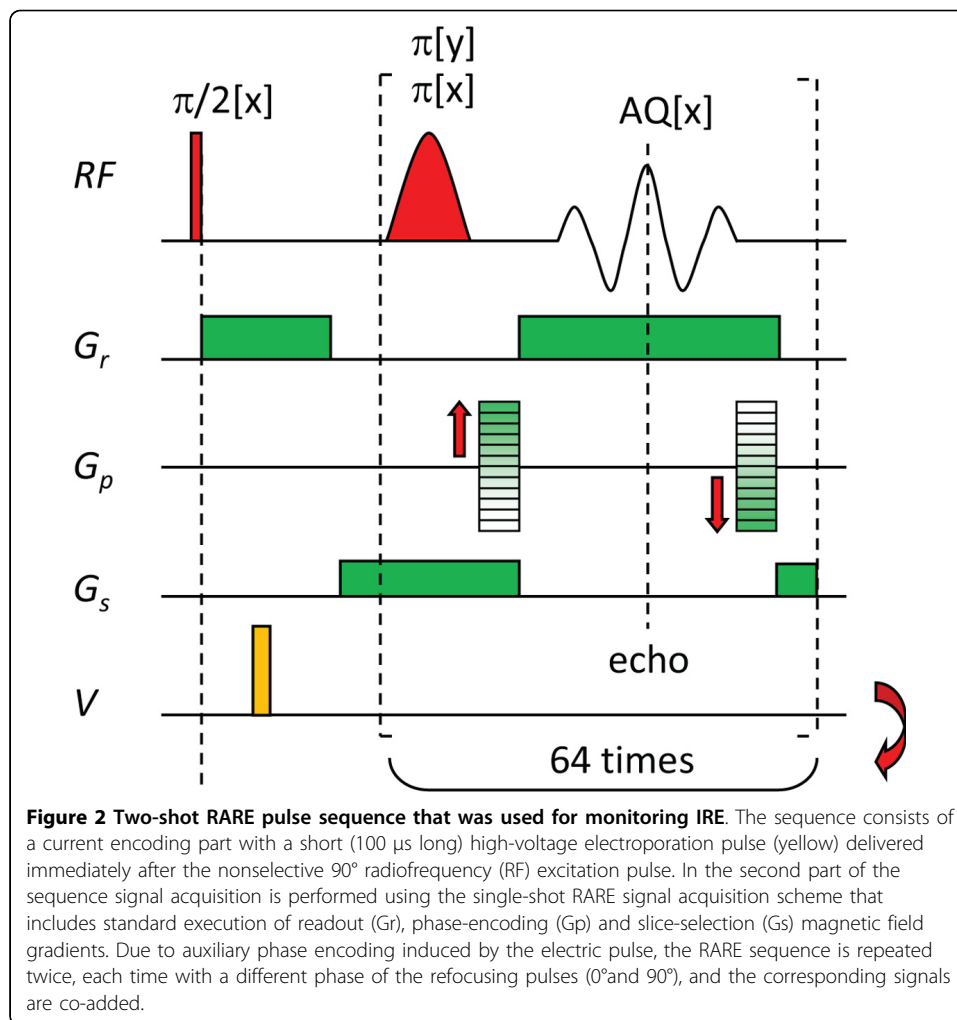 π[y]
π/2[x]
π[x]
AQ[x]
RF
Gr
Gp
Gs
echo
V
64 times
Figure 2 Two-shot RARE pulse sequence that was used for monitoring IRE. The sequence consists of
a current encoding part with a short (100 μs long) high-voltage electroporation pulse (yellow) delivered
immediately after the nonselective 90° radiofrequency (RF) excitation pulse. In the second part of the
sequence signal acquisition is performed using the single-shot RARE signal acquisition scheme that
includes standard execution of readout (Gr), phase-encoding (Gp) and slice-selection (Gs) magnetic field
gradients. Due to auxiliary phase encoding induced by the electric pulse, the RARE sequence is repeated
twice, each time with a different phase of the refocusing pulses (0°and 90°), and the corresponding signals
are co-added.